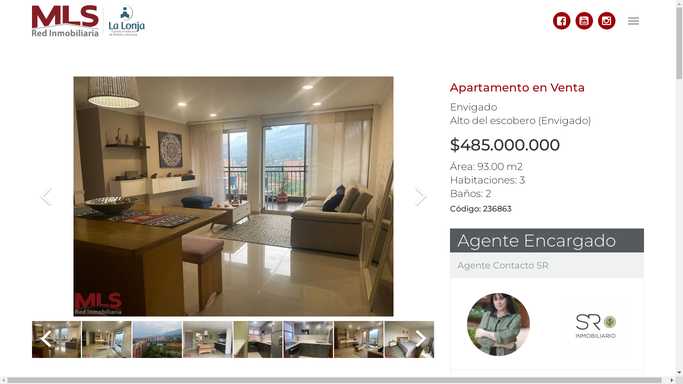 MLS
Red Inmobiliaria
La Lonja
Apartamento en Venta
Envigado
Alto del escobero (Envigado)
$485.000.000
Área: 93.00 m2
Habitaciones: 3
Baños: 2
Código: 236863
MLS
Red Inmobiliaria
Agente Encargado
Agente Contacto SR
SR
INMOBILIARIO